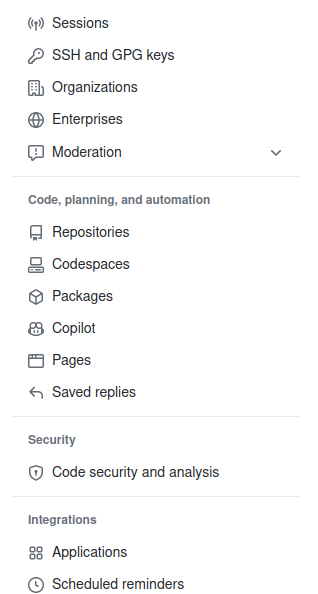 Sessions
SSH and GPG keys
Organizations
Enterprises
Moderation
Code, planning, and automation
Repositories
Codespaces
Packages
Copilot
Pages
Saved replies
Security
Code security and analysis
Integrations
Applications
Scheduled reminders